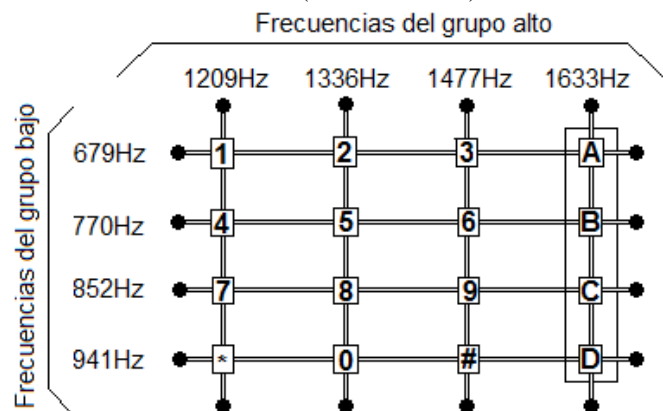 Frecuencias del grupo alto
1209Hz 1336Hz 1477Hz 1633Hz
Frecuencias del grupo bajo
679Hz 1 2 3 A
770Hz 4 5 6 B
852Hz 7 8 9 C
941Hz * 0 # D